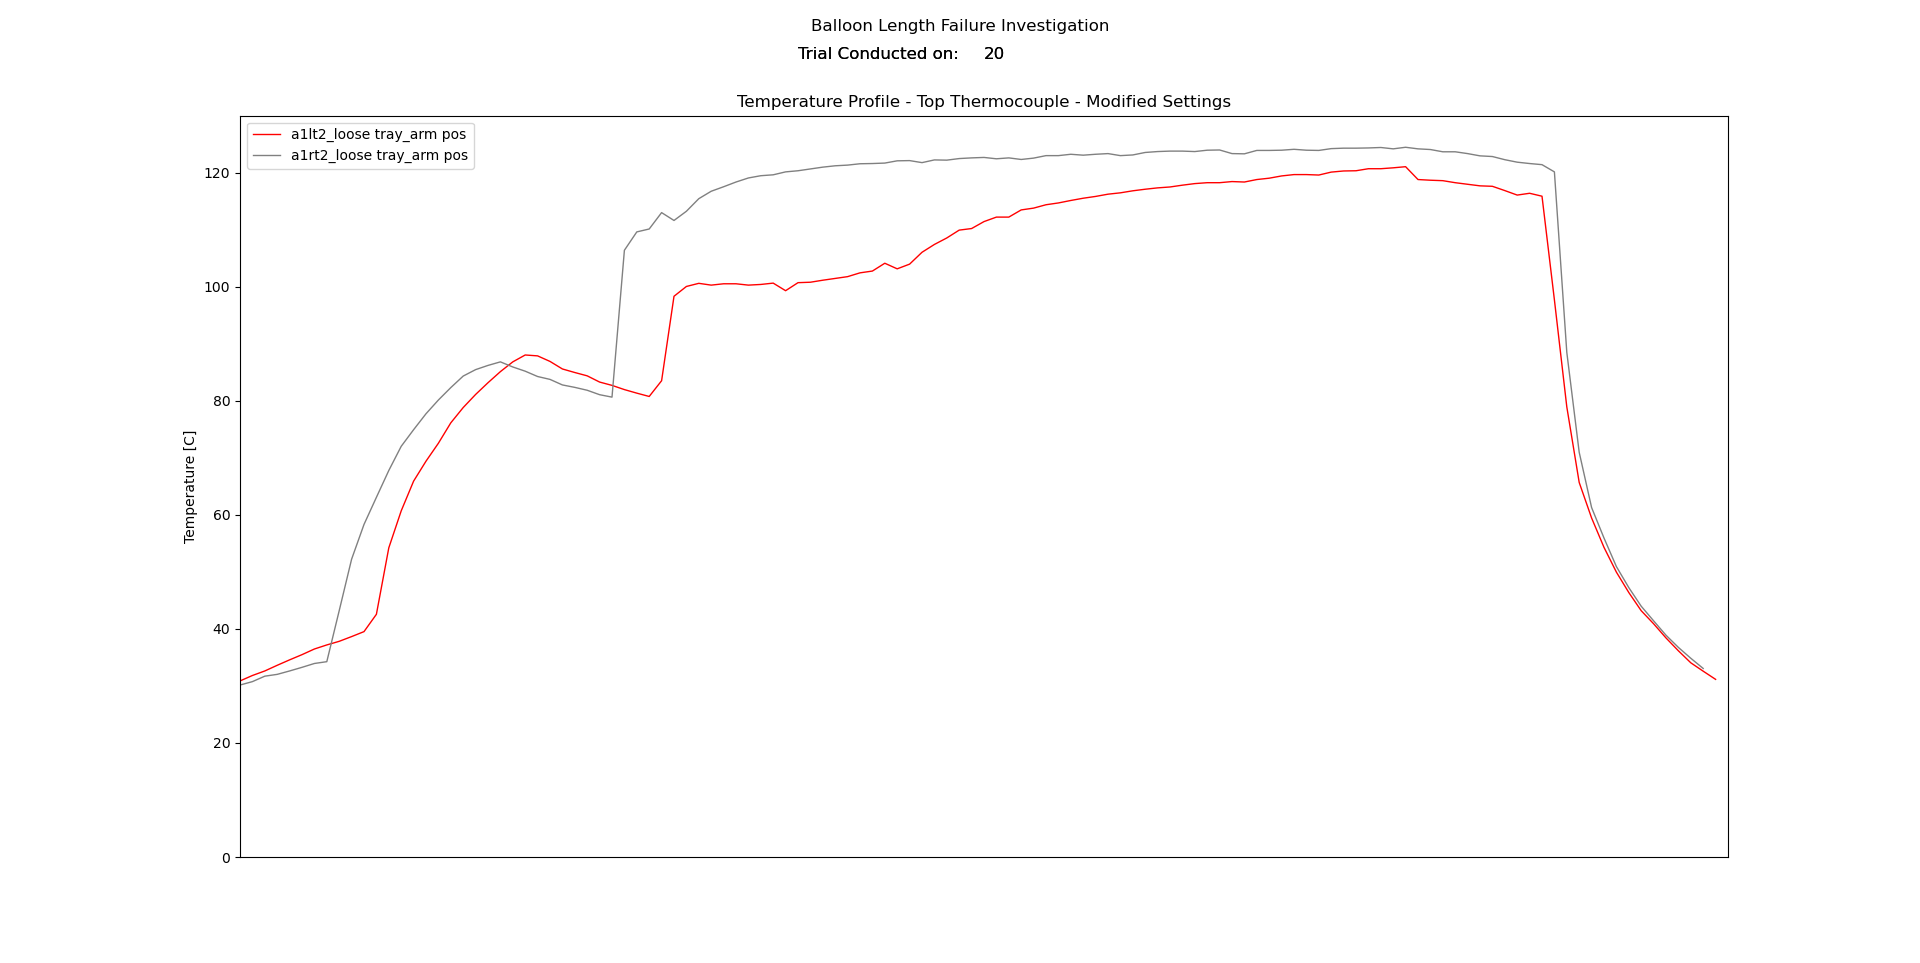 Balloon Length Failure Investigation
Trial Conducted on: 20
Temperature Profile - Top Thermocouple - Modified Settings
a1lt2_loose tray_arm pos
a1rt2_loose tray_arm pos
120
100
80
60
40
20
0
Temperature [C]